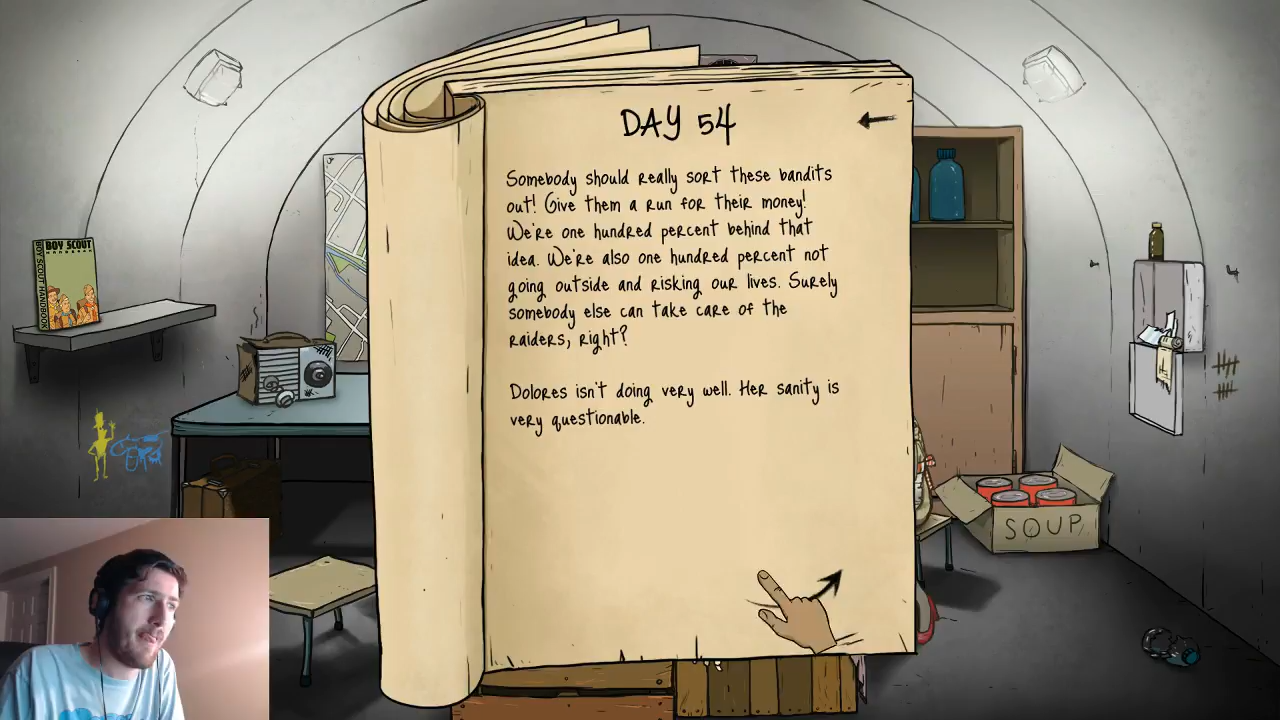 DAY 54
Somebody should really sort these bandits
out! Give them a run for their money!
We're one hundred percent behind that
idea. We're also one hundred percent not
going outside and risking our lives. Surely
somebody else can take care of the
raiders, right?
Dolores isn't doing very well. Her sanity is
very questionable.
BOY SCOUT
BOY SCOUT HANDBOOK
SOUP